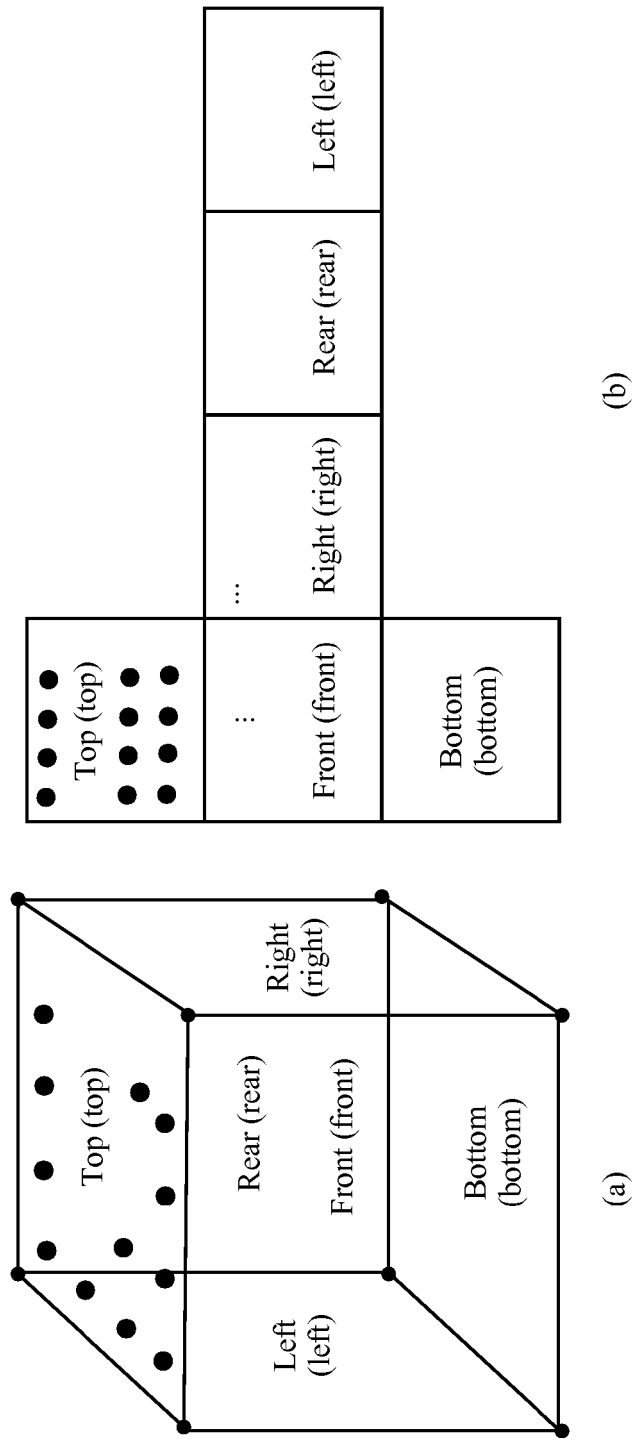 Top (top)
Rear (rear)
Right
(right)
Left
(left)
Front (front)
Bottom
(bottom)
(a)
Top (top)
...
...
Front (front)
Right (right)
Rear (rear)
Left (left)
Bottom
(bottom)
(b)